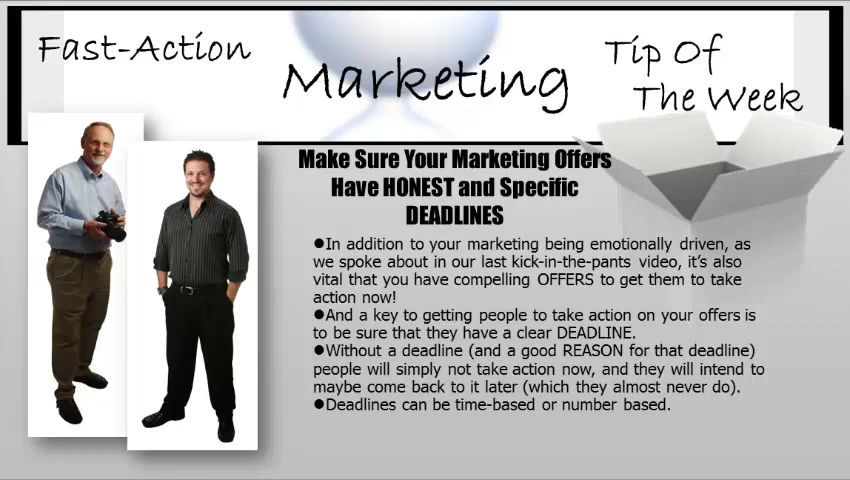 Fast-Action
Marketing
Tip Of
The Week
Make Sure Your Marketing Offers
Have HONEST and Specific
DEADLINES
●In addition to your marketing being emotionally driven, as
we spoke about in our last kick-in-the-pants video, it's also
vital that you have compelling OFFERS to get them to take
action now!
●And a key to getting people to take action on your offers is
to be sure that they have a clear DEADLINE.
●Without a deadline (and a good REASON for that deadline)
people will simply not take action now, and they will intend to
maybe come back to it later (which they almost never do).
●Deadlines can be time-based or number based.